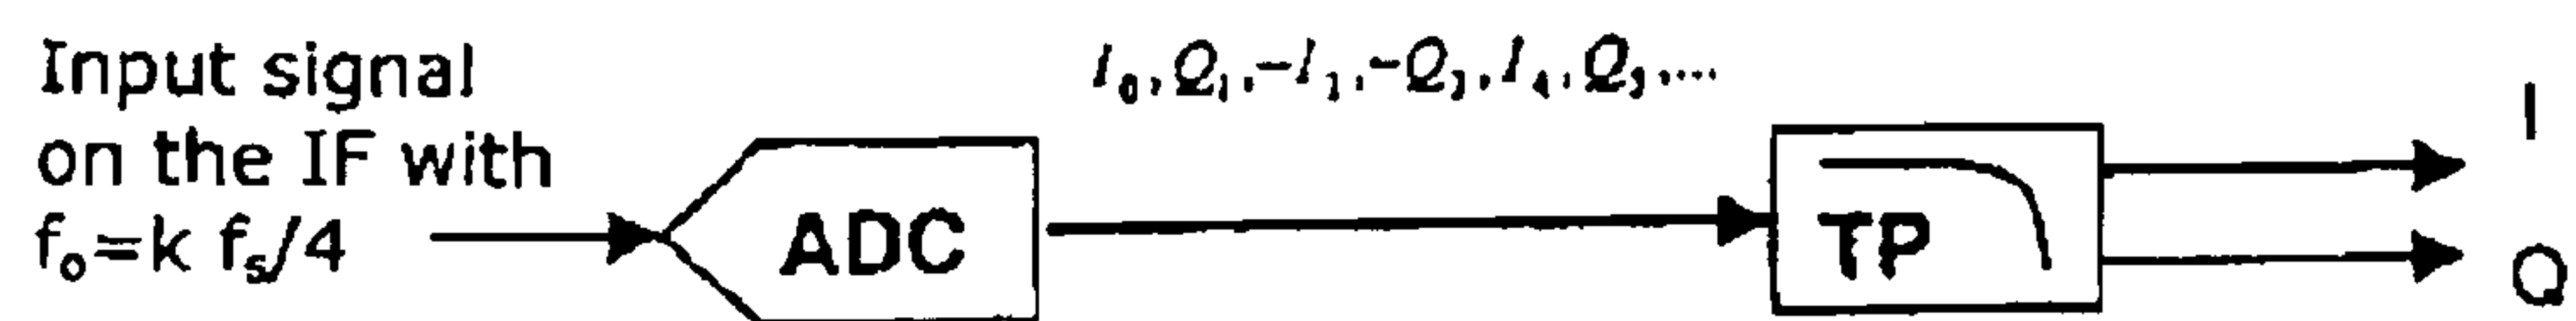 Input signal
on the IF with
f₀=k fₛ/4
ADC
I₀,Q₁,-I₂,-Q₃,I₄,Q₅,....
TP
I
Q